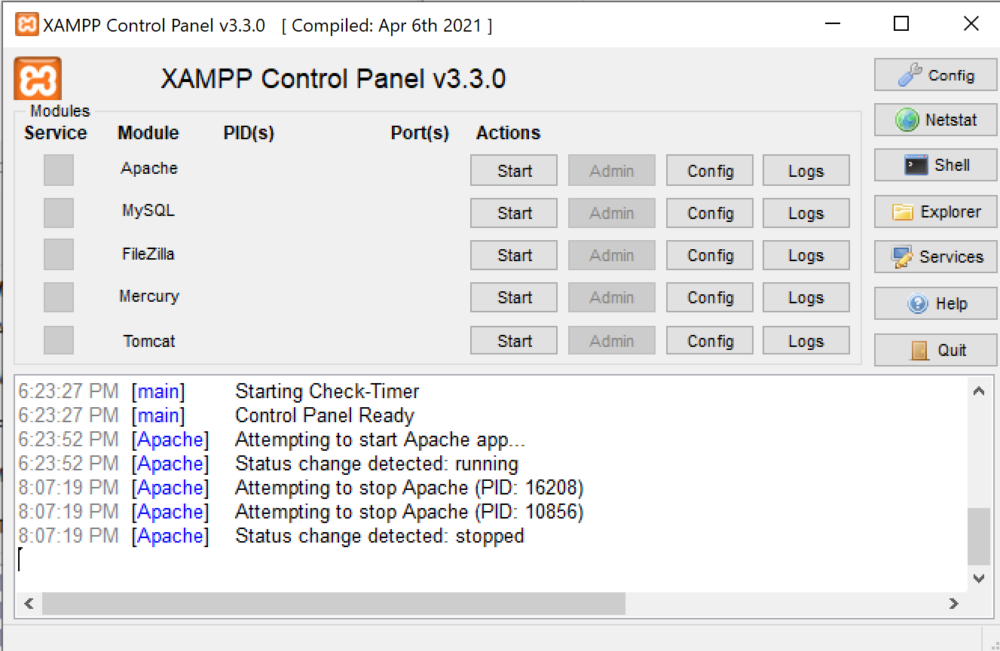 XAMPP Control Panel v3.3.0 [ Compiled: Apr 6th 2021 ]
XAMPP Control Panel v3.3.0
Config
Modules
Service Module PID(s) Port(s) Actions
Netstat
Apache Start Admin Config Logs
Shell
MySQL Start Admin Config Logs
Explorer
FileZilla Start Admin Config Logs
Services
Mercury Start Admin Config Logs
Help
Tomcat Start Admin Config Logs
Quit
6:23:27 PM [main] Starting Check-Timer
6:23:27 PM [main] Control Panel Ready
6:23:52 PM [Apache] Attempting to start Apache app...
6:23:52 PM [Apache] Status change detected: running
8:07:19 PM [Apache] Attempting to stop Apache (PID: 16208)
8:07:19 PM [Apache] Attempting to stop Apache (PID: 10856)
8:07:19 PM [Apache] Status change detected: stopped